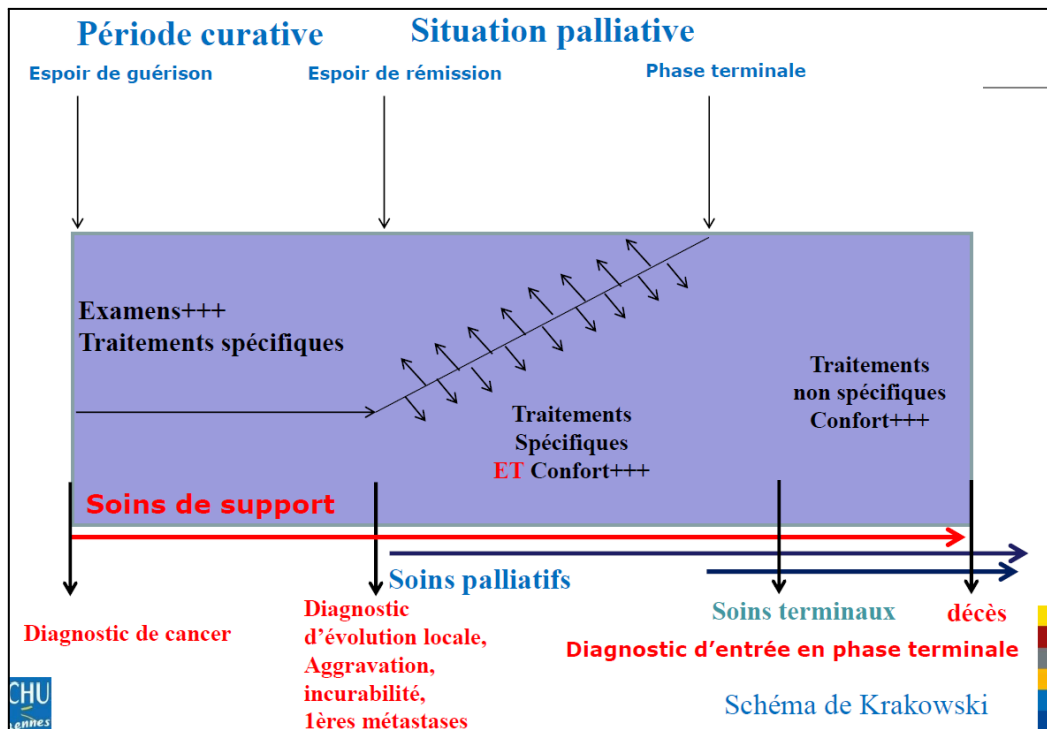 Période curative
Situation palliative
Espoir de guérison
Espoir de rémission
Phase terminale
Examens+++
Traitements spécifiques
Traitements
Spécifiques
ET Confort+++
Traitements
non spécifiques
Confort+++
Soins de support
Soins palliatifs
Soins terminaux
décès
Diagnostic de cancer
Diagnostic
d'évolution locale,
Aggravation,
incurabilité,
1ères métastases
Diagnostic d'entrée en phase terminale
Schéma de Krakowski
CHU